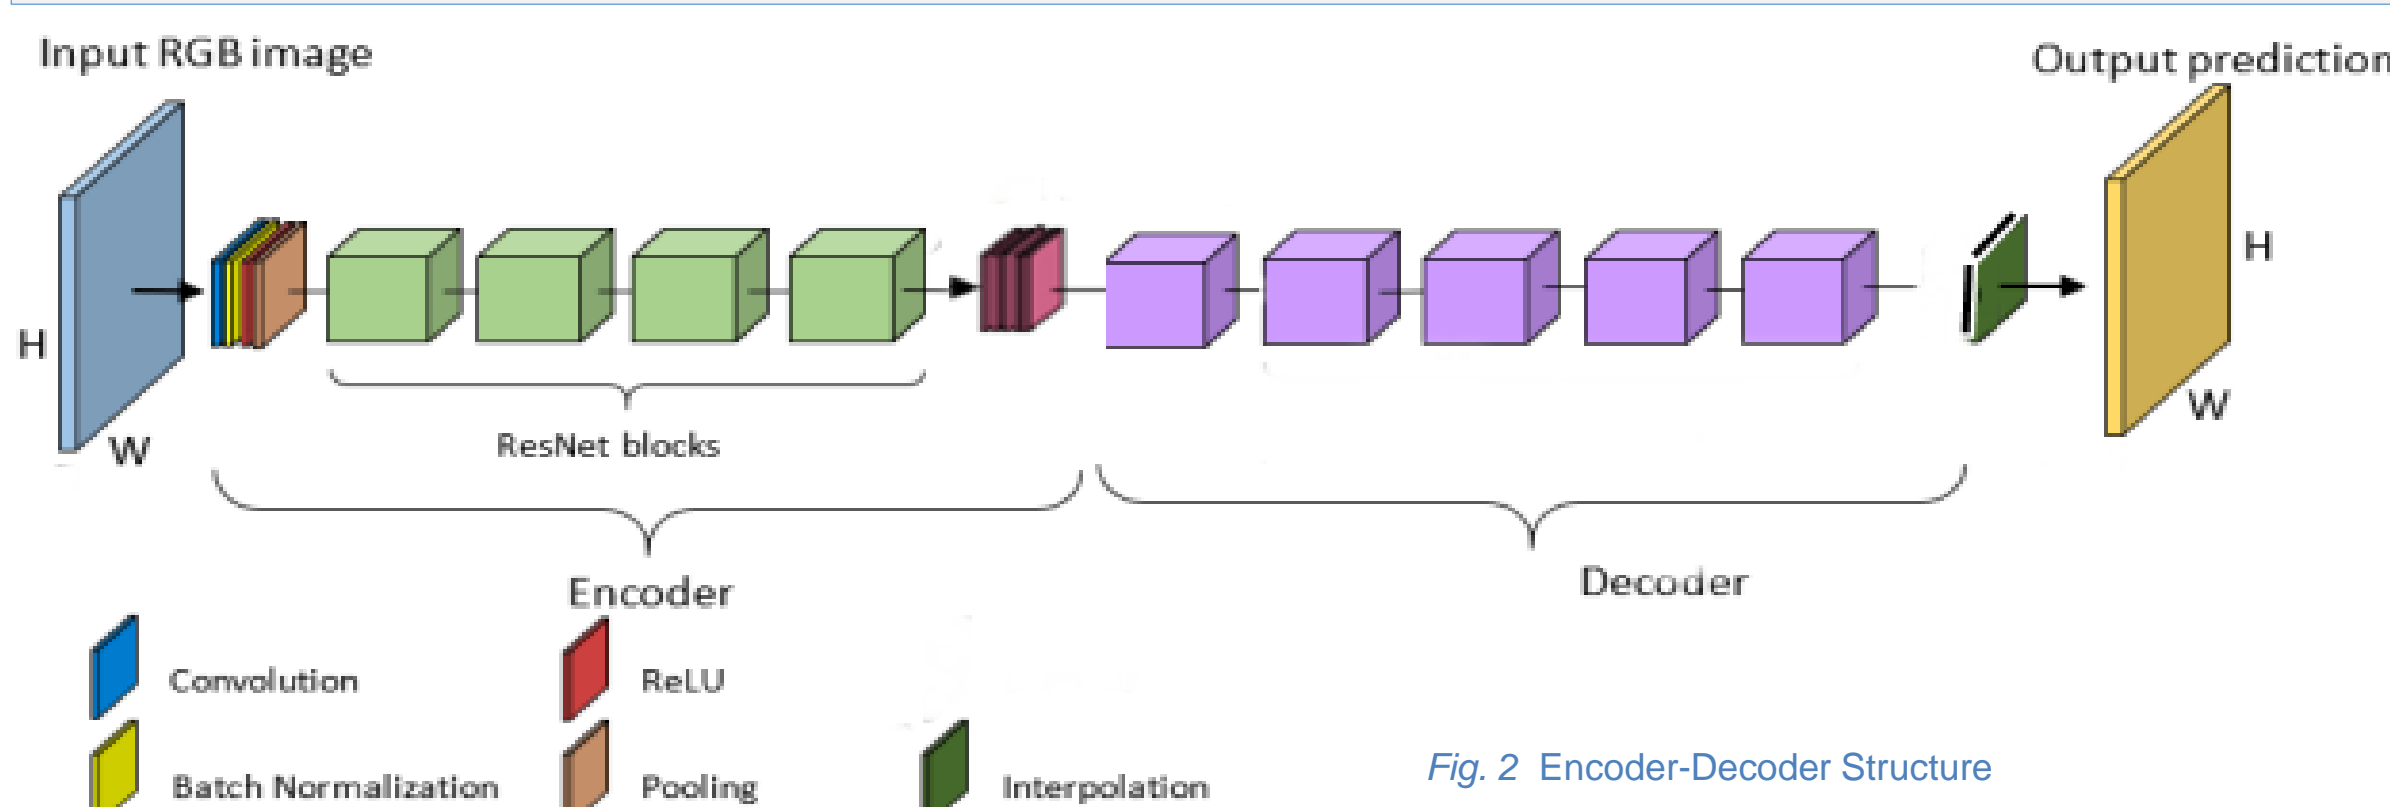 Input RGB image
Output prediction
H
W
H
W
ResNet blocks
Encoder
Decoder
Convolution
ReLU
Batch Normalization
Pooling
Interpolation
Fig. 2 Encoder-Decoder Structure